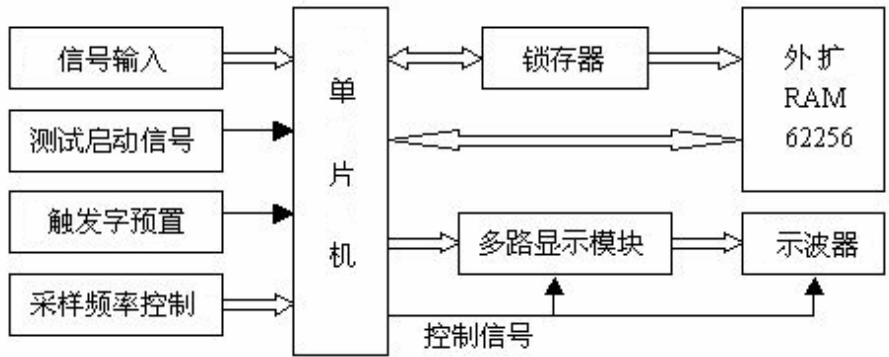 信号输入
测试启动信号
触发字预置
采样频率控制
单
片
机
锁存器
外扩
RAM
62256
多路显示模块
示波器
控制信号